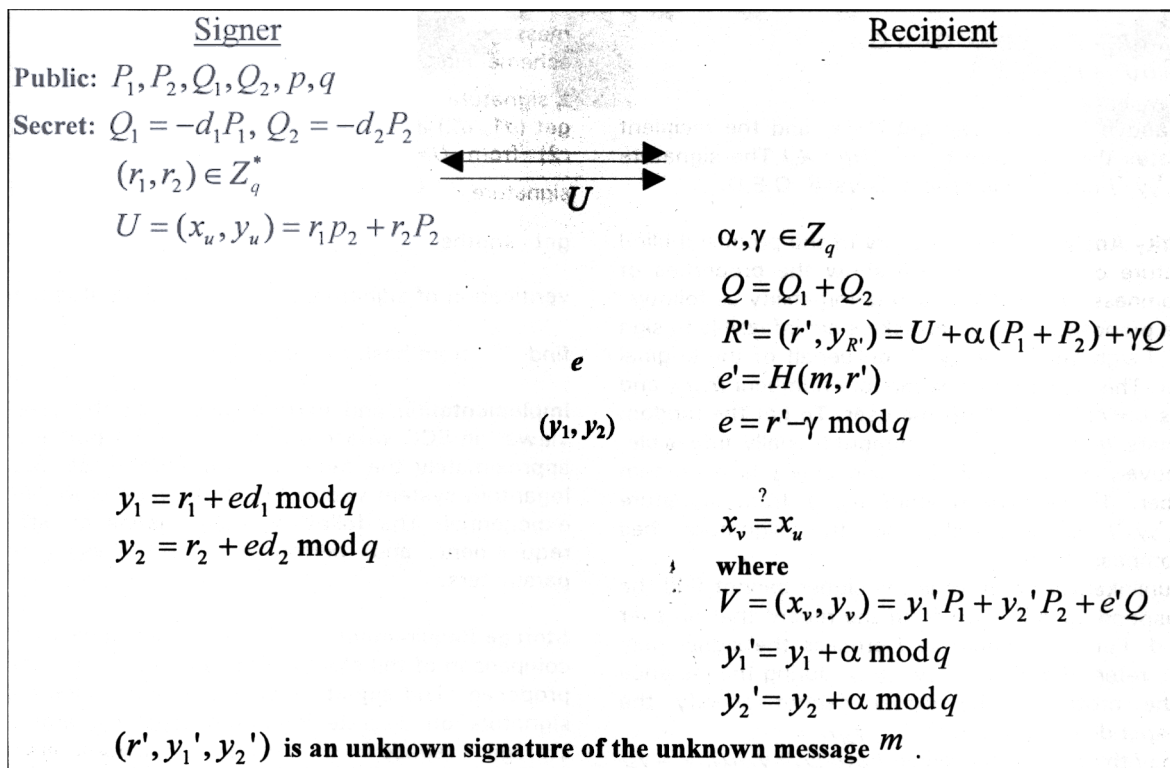 Signer
Public: P₁, P₂, Q₁, Q₂, p, q
Secret: Q₁ = −d₁P₁, Q₂ = −d₂P₂
(r₁, r₂) ∈ Z*_q
U = (x_u, y_u) = r₁p₂ + r₂P₂
U
e
(y₁, y₂)
y₁ = r₁ + ed₁ mod q
y₂ = r₂ + ed₂ mod q
Recipient
α, γ ∈ Z_q
Q = Q₁ + Q₂
R' = (r', y_R') = U + α(P₁ + P₂) + γQ
e' = H(m, r')
e = r' − γ mod q
?
x_v = x_u
where
V = (x_v, y_v) = y₁'P₁ + y₂'P₂ + e'Q
y₁' = y₁ + α mod q
y₂' = y₂ + α mod q
(r', y₁', y₂') is an unknown signature of the unknown message m .